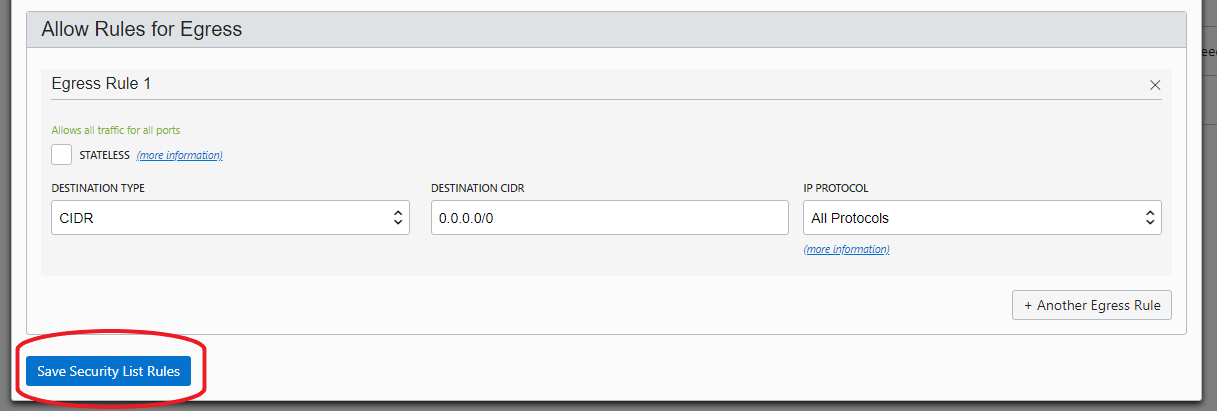 Allow Rules for Egress
Egress Rule 1
Allows all traffic for all ports
STATELESS (more information)
DESTINATION TYPE DESTINATION CIDR IP PROTOCOL
CIDR 0.0.0.0/0 All Protocols
(more information)
+ Another Egress Rule
Save Security List Rules